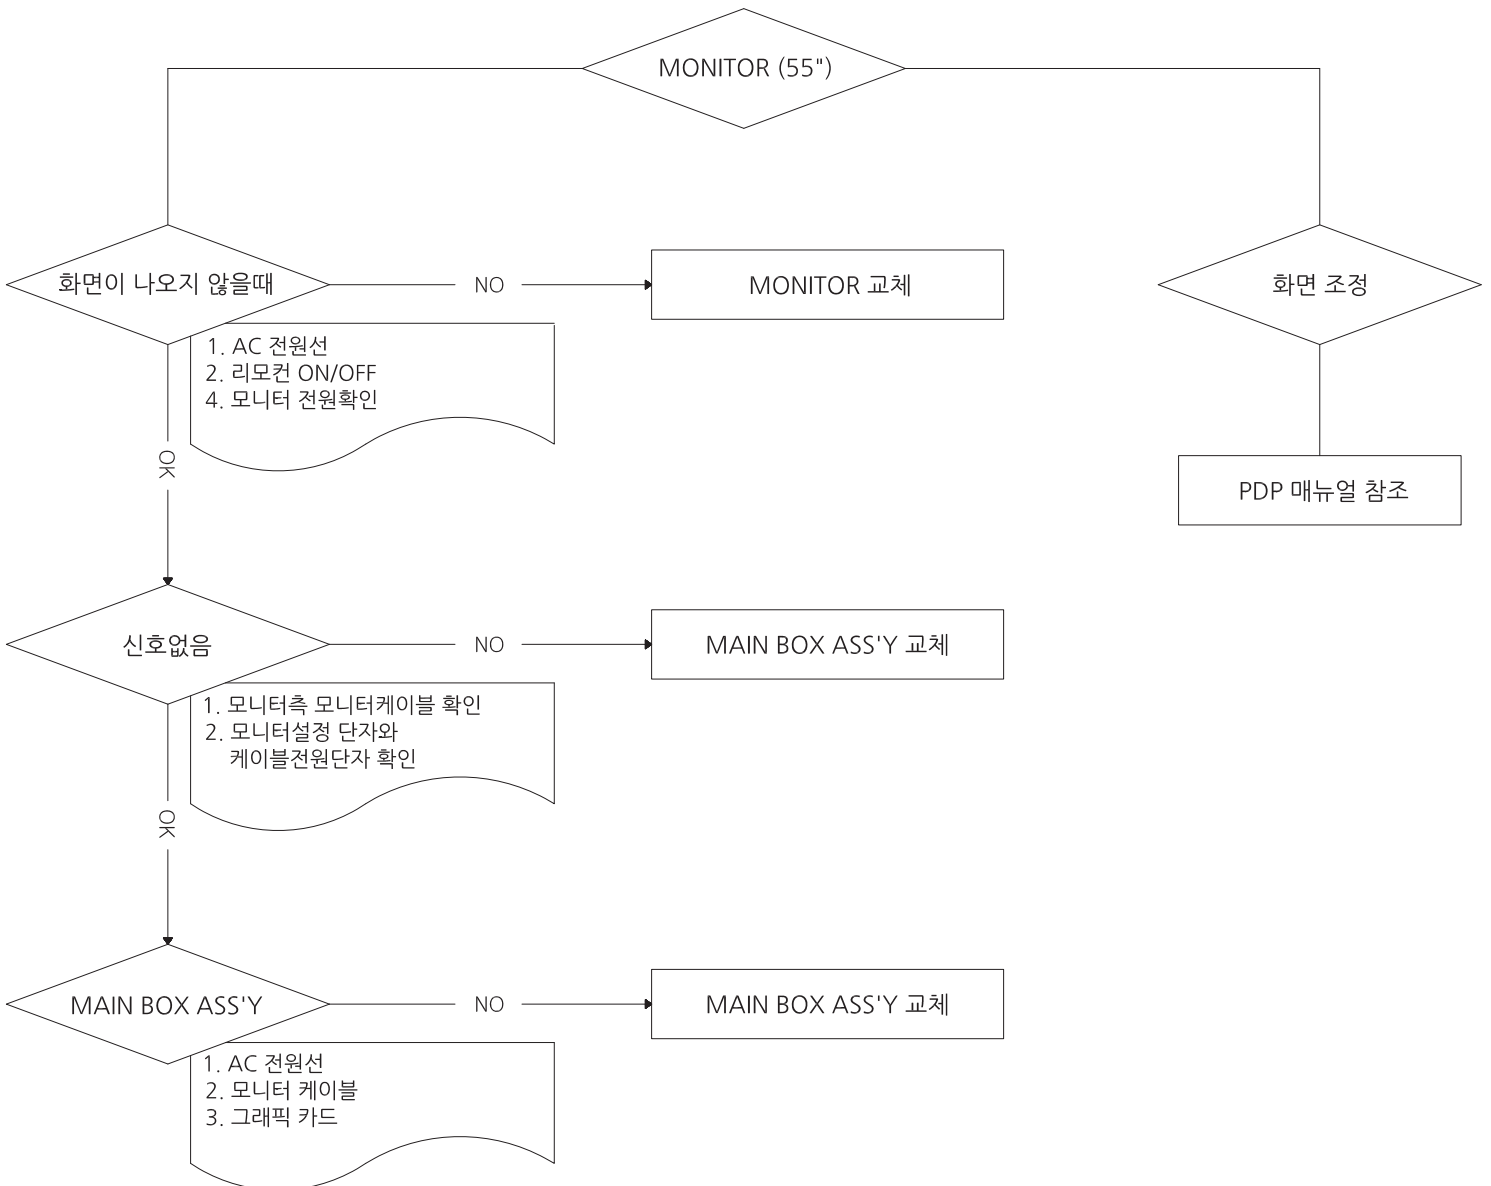 MONITOR (55")
화면이 나오지 않을때
NO
MONITOR 교체
화면 조정
1. AC 전원선
2. 리모컨 ON/OFF
4. 모니터 전원확인
OK
PDP 매뉴얼 참조
신호없음
NO
MAIN BOX ASS'Y 교체
1. 모니터측 모니터케이블 확인
2. 모니터설정 단자와
케이블전원단자 확인
OK
MAIN BOX ASS'Y
NO
MAIN BOX ASS'Y 교체
1. AC 전원선
2. 모니터 케이블
3. 그래픽 카드